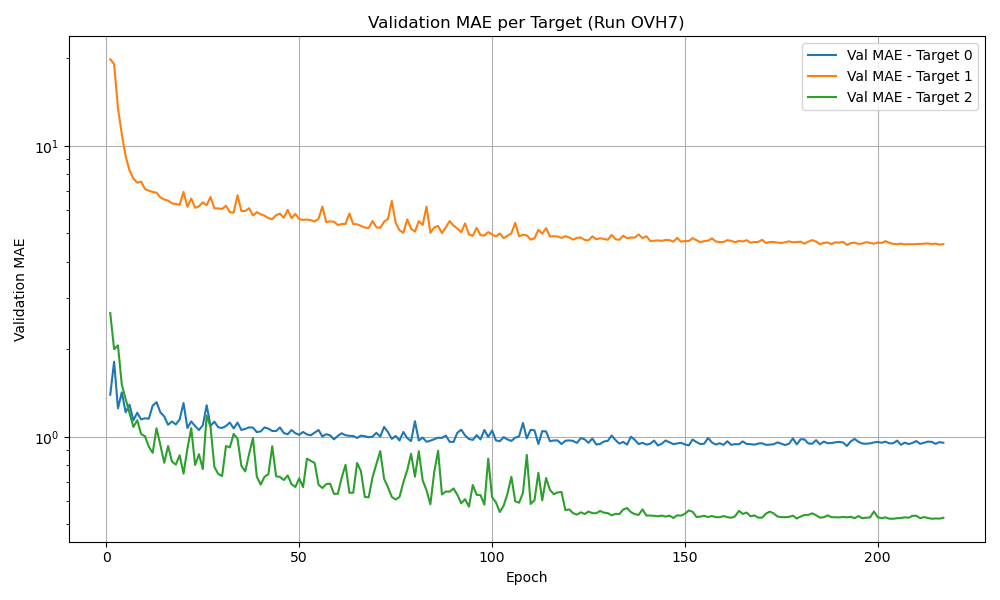 Validation MAE per Target (Run OVH7)
Val MAE - Target 0
Val MAE - Target 1
Val MAE - Target 2
Validation MAE
10¹
10⁰
0 50 100 150 200
Epoch